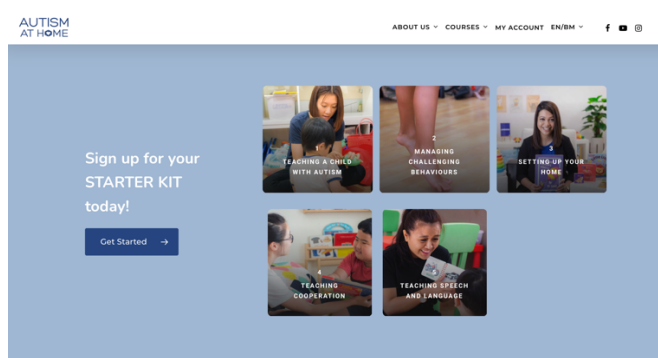 AUTISM
AT HOME
ABOUT US COURSES MY ACCOUNT EN/BM
Sign up for your
STARTER KIT
today!
Get Started →
1
TEACHING A CHILD
WITH AUTISM
2
MANAGING
CHALLENGING
BEHAVIOURS
3
SETTING UP YOUR
HOME
4
TEACHING
COOPERATION
5
TEACHING SPEECH
AND LANGUAGE